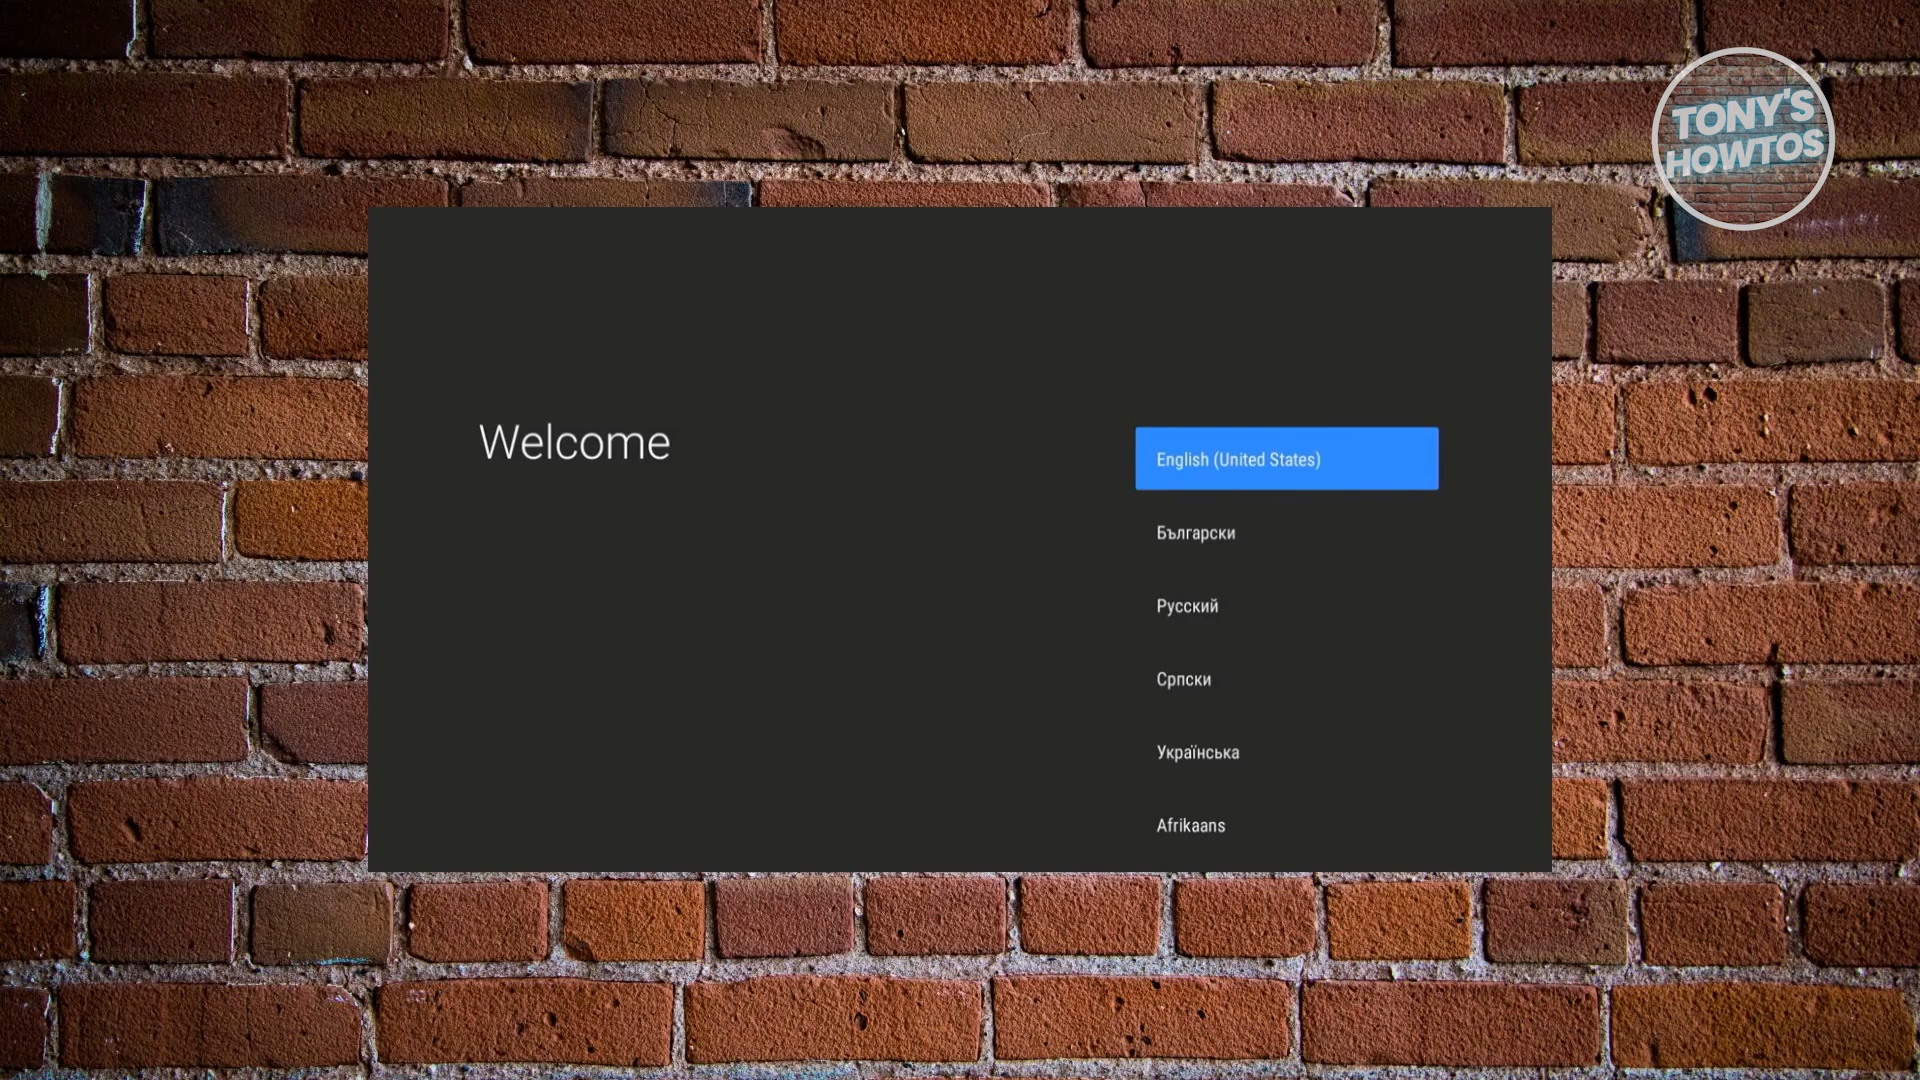 TONY'S
HOWTOS
Welcome
English (United States)
Български
Русский
Српски
Українська
Afrikaans